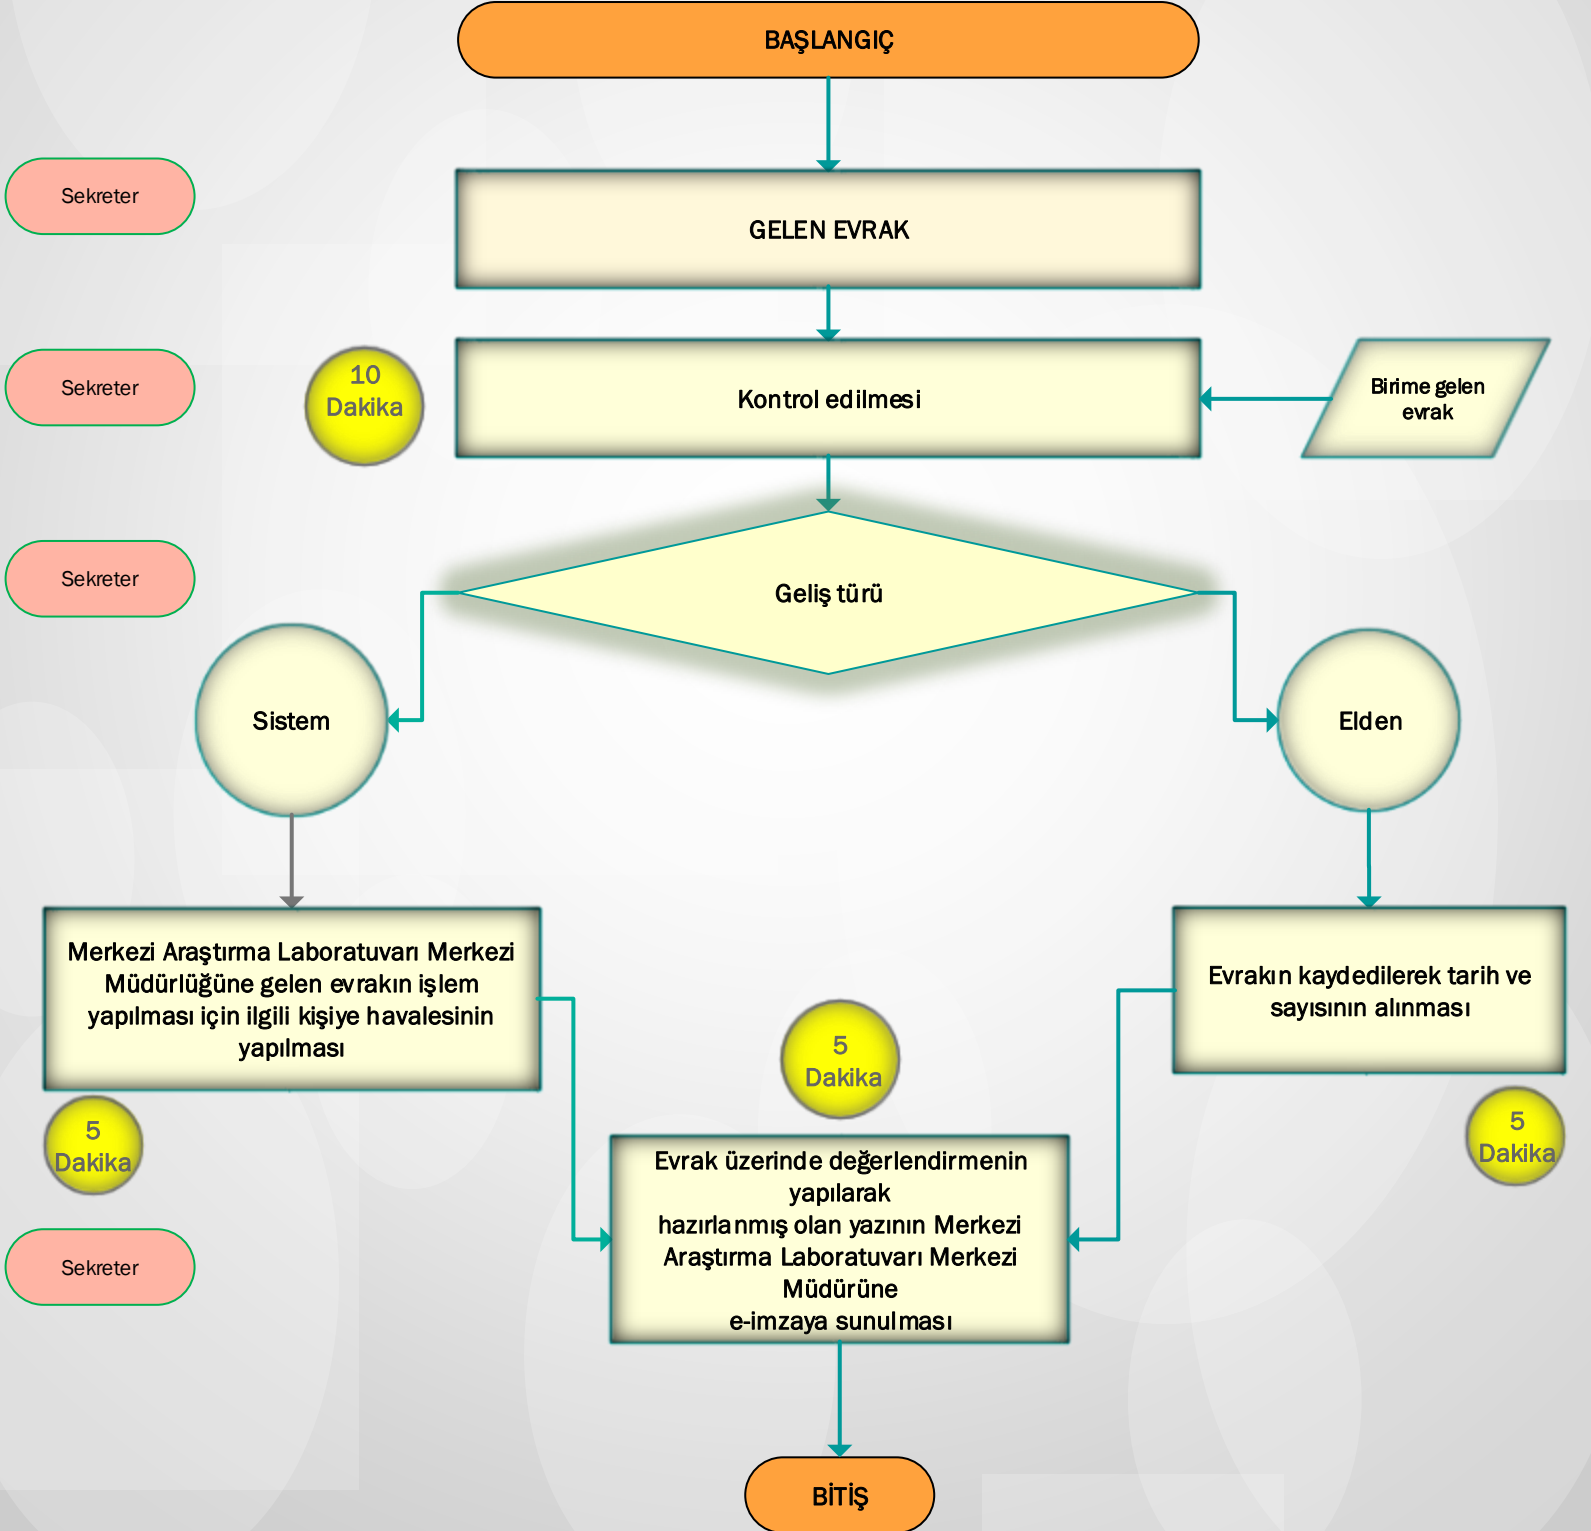 BAŞLANGIÇ
Sekreter
GELEN EVRAK
Sekreter
10
Dakika
Kontrol edilmesi
Birime gelen
evrak
Sekreter
Geliş türü
Sistem
Elden
Merkezi Araştırma Laboratuvarı Merkezi
Müdürlüğüne gelen evrakın işlem
yapılması için ilgili kişiye havalesinin
yapılması
Evrakın kaydedilerek tarih ve
sayısının alınması
5
Dakika
5
Dakika
5
Dakika
Evrak üzerinde değerlendirmenin
yapılarak
hazırlanmış olan yazının Merkezi
Araştırma Laboratuvarı Merkezi
Müdürüne
e-imzaya sunulması
Sekreter
BİTİŞ